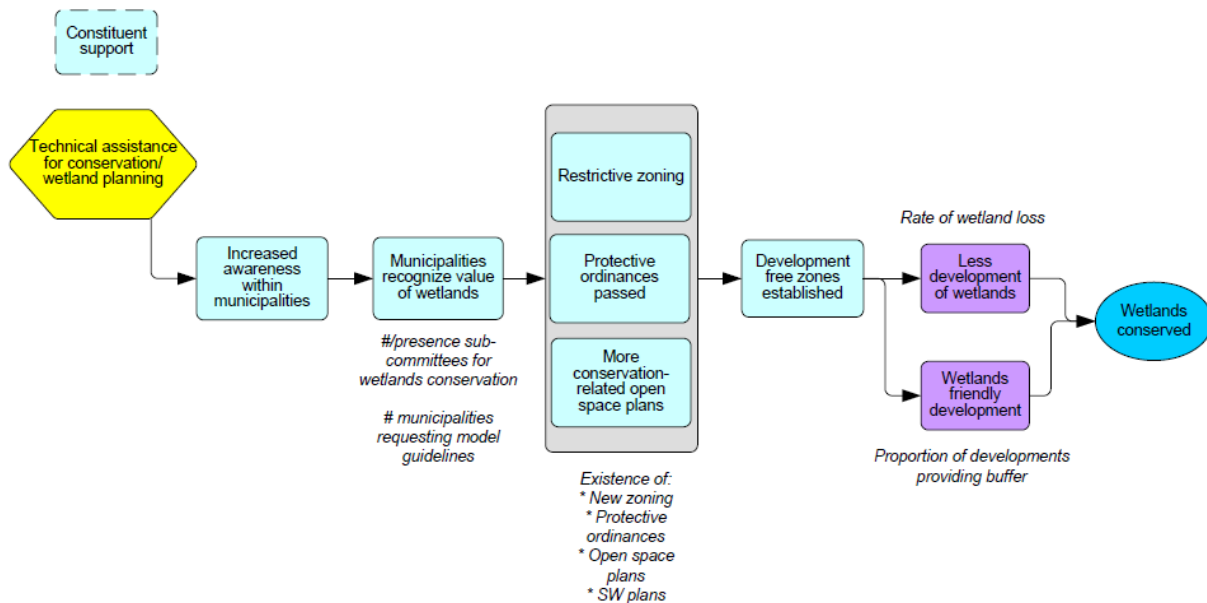 Constituent
support
Technical assistance
for conservation/
wetland planning
Increased
awareness within
municipalities
Municipalities
recognize value
of wetlands
#/presence sub-
committees for
wetlands conservation
# municipalities
requesting model
guidelines
Restrictive zoning
Protective
ordinances
passed
More
conservation-
related open
space plans
Existence of:
* New zoning
* Protective
ordinances
* Open space
plans
* SW plans
Development
free zones
established
Rate of wetland loss
Less
development
of wetlands
Wetlands
friendly
development
Proportion of developments
providing buffer
Wetlands
conserved